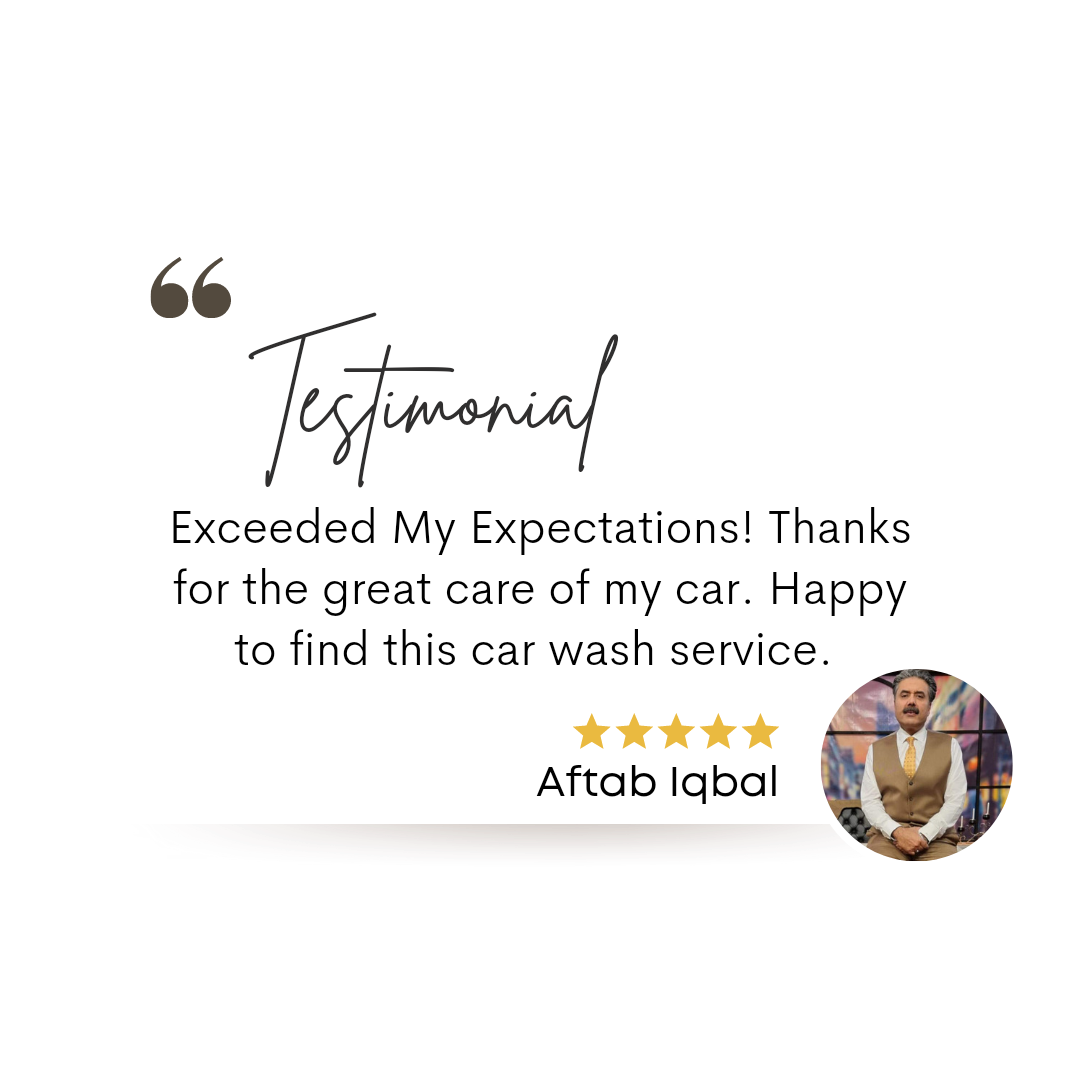 “
Testimonial
Exceeded My Expectations! Thanks
for the great care of my car. Happy
to find this car wash service.
Aftab Iqbal